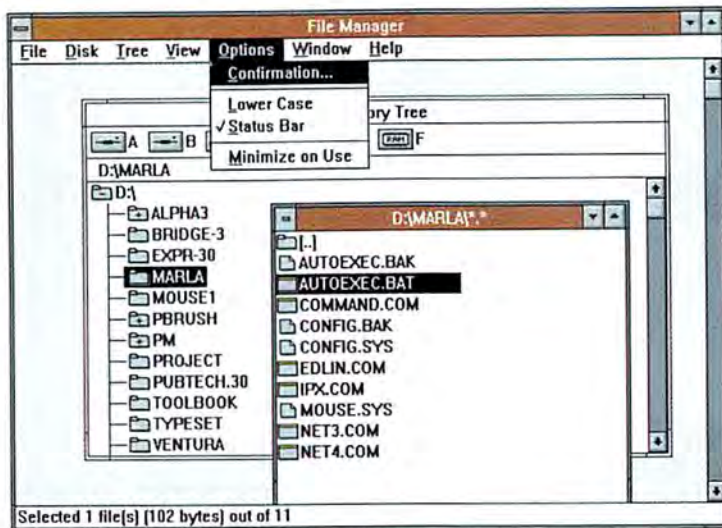 File Manager
File Disk Tree View Options Window Help
Confirmation...
Lower Case
✓Status Bar
Minimize on Use
ory Tree
A B F
D:\MARLA
D:\
ALPHA3
BRIDGE-3
EXPR-30
MARLA
MOUSE1
PBRUSH
PM
PROJECT
PUBTECH.30
TOOLBOOK
TYPESET
VENTURA
D:\MARLA\*.*
[..]
AUTOEXEC.BAK
AUTOEXEC.BAT
COMMAND.COM
CONFIG.BAK
CONFIG.SYS
EDLIN.COM
IPX.COM
MOUSE.SYS
NET3.COM
NET4.COM
Selected 1 file(s) (102 bytes) out of 11